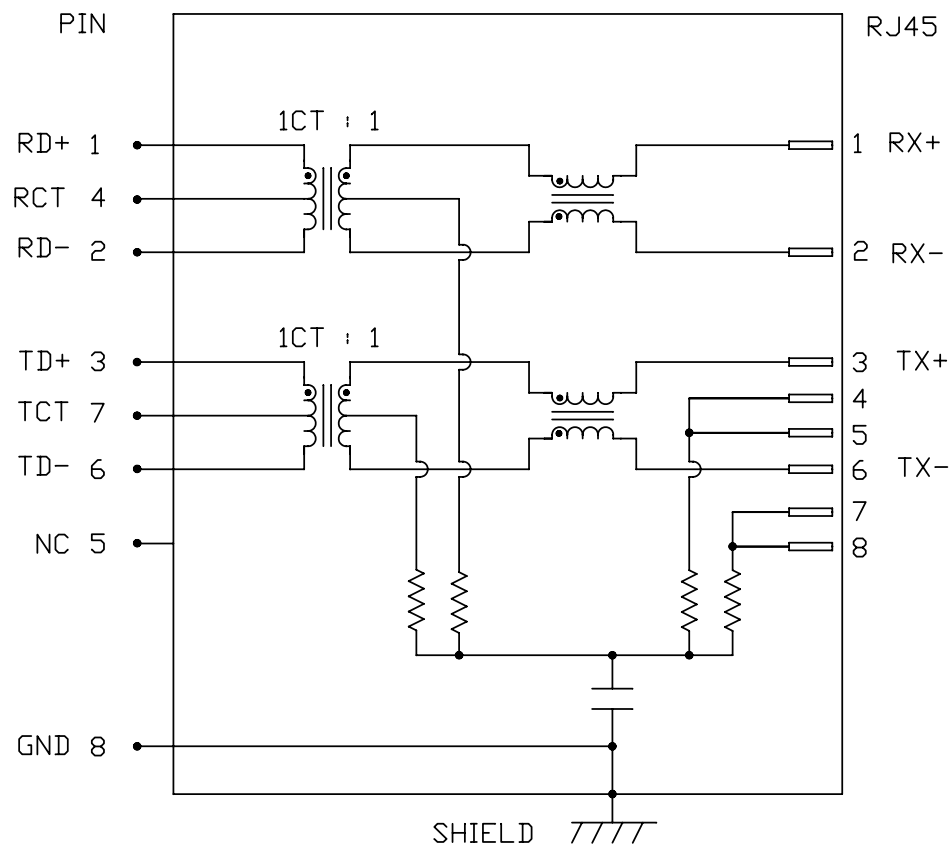 PIN
RJ45
1CT : 1
RD+ 1
1 RX+
RCT 4
RD- 2
2 RX-
1CT : 1
TD+ 3
3 TX+
4
TCT 7
5
TD- 6
6 TX-
7
NC 5
8
GND 8
SHIELD